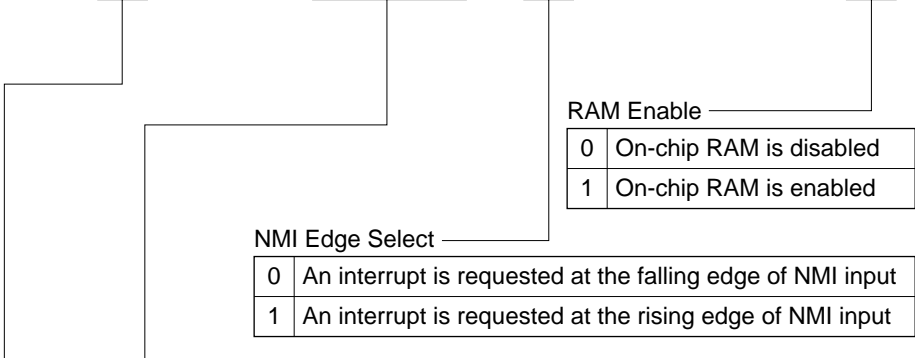 RAM Enable
0 On-chip RAM is disabled
1 On-chip RAM is enabled
NMI Edge Select
0 An interrupt is requested at the falling edge of NMI input
1 An interrupt is requested at the rising edge of NMI input